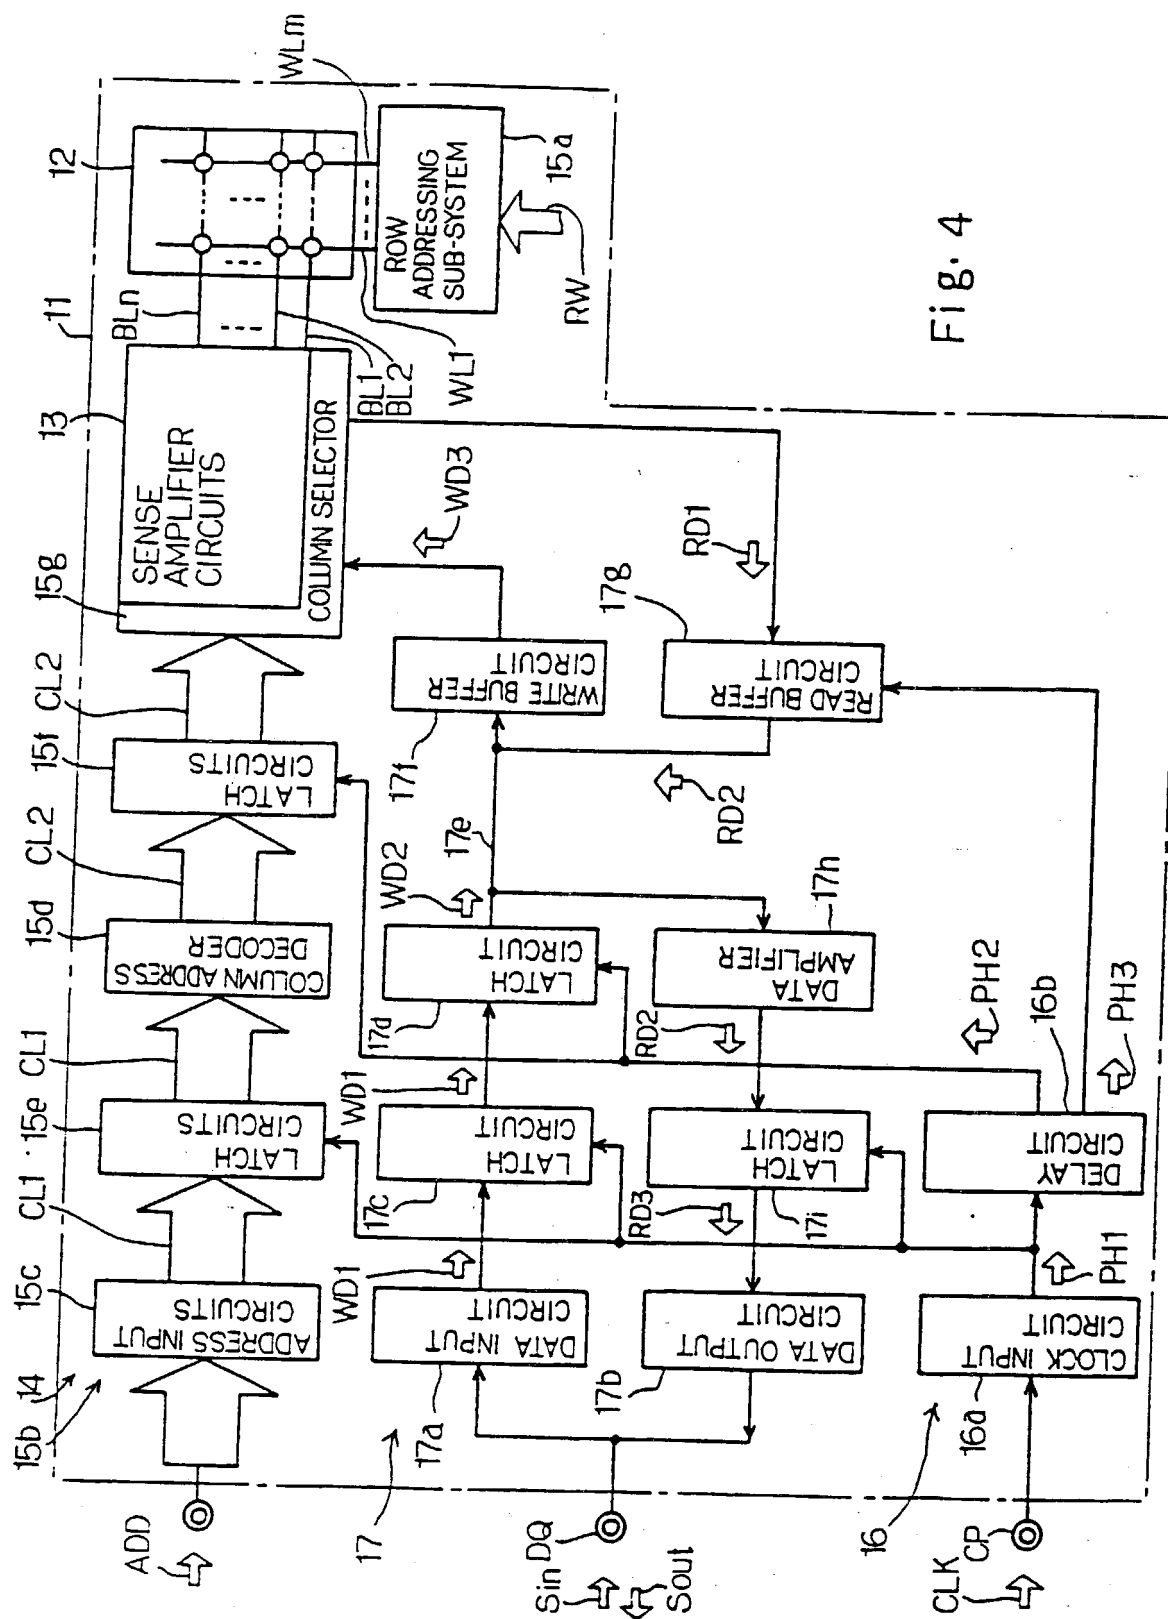 ADD
15b
14
15c
ADDRESS INPUT
CIRCUITS
CL1
15e
LATCH
CIRCUITS
CL1
15d
COLUMN ADDRESS
DECODER
CL2
15f
LATCH
CIRCUITS
CL2
15g
13
SENSE
AMPLIFIER
CIRCUITS
COLUMN SELECTOR
11
BLn
BL1
BL2
12
WLm
WL1
ROW
ADDRESSING
SUB-SYSTEM
15a
RW
Sin DQ
Sout
17
17a
DATA INPUT
CIRCUIT
WD1
17c
LATCH
CIRCUIT
WD1
17d
LATCH
CIRCUIT
WD2
17e
17f
WRITE BUFFER
CIRCUIT
WD3
17b
DATA OUTPUT
CIRCUIT
RD3
17i
LATCH
CIRCUIT
RD2
DATA
AMPLIFIER
17h
RD2
17g
READ BUFFER
CIRCUIT
RD1
CLK
CP
16
16a
CLOCK INPUT
CIRCUIT
PH1
DELAY
CIRCUIT
16b
PH2
PH3
Fig. 4